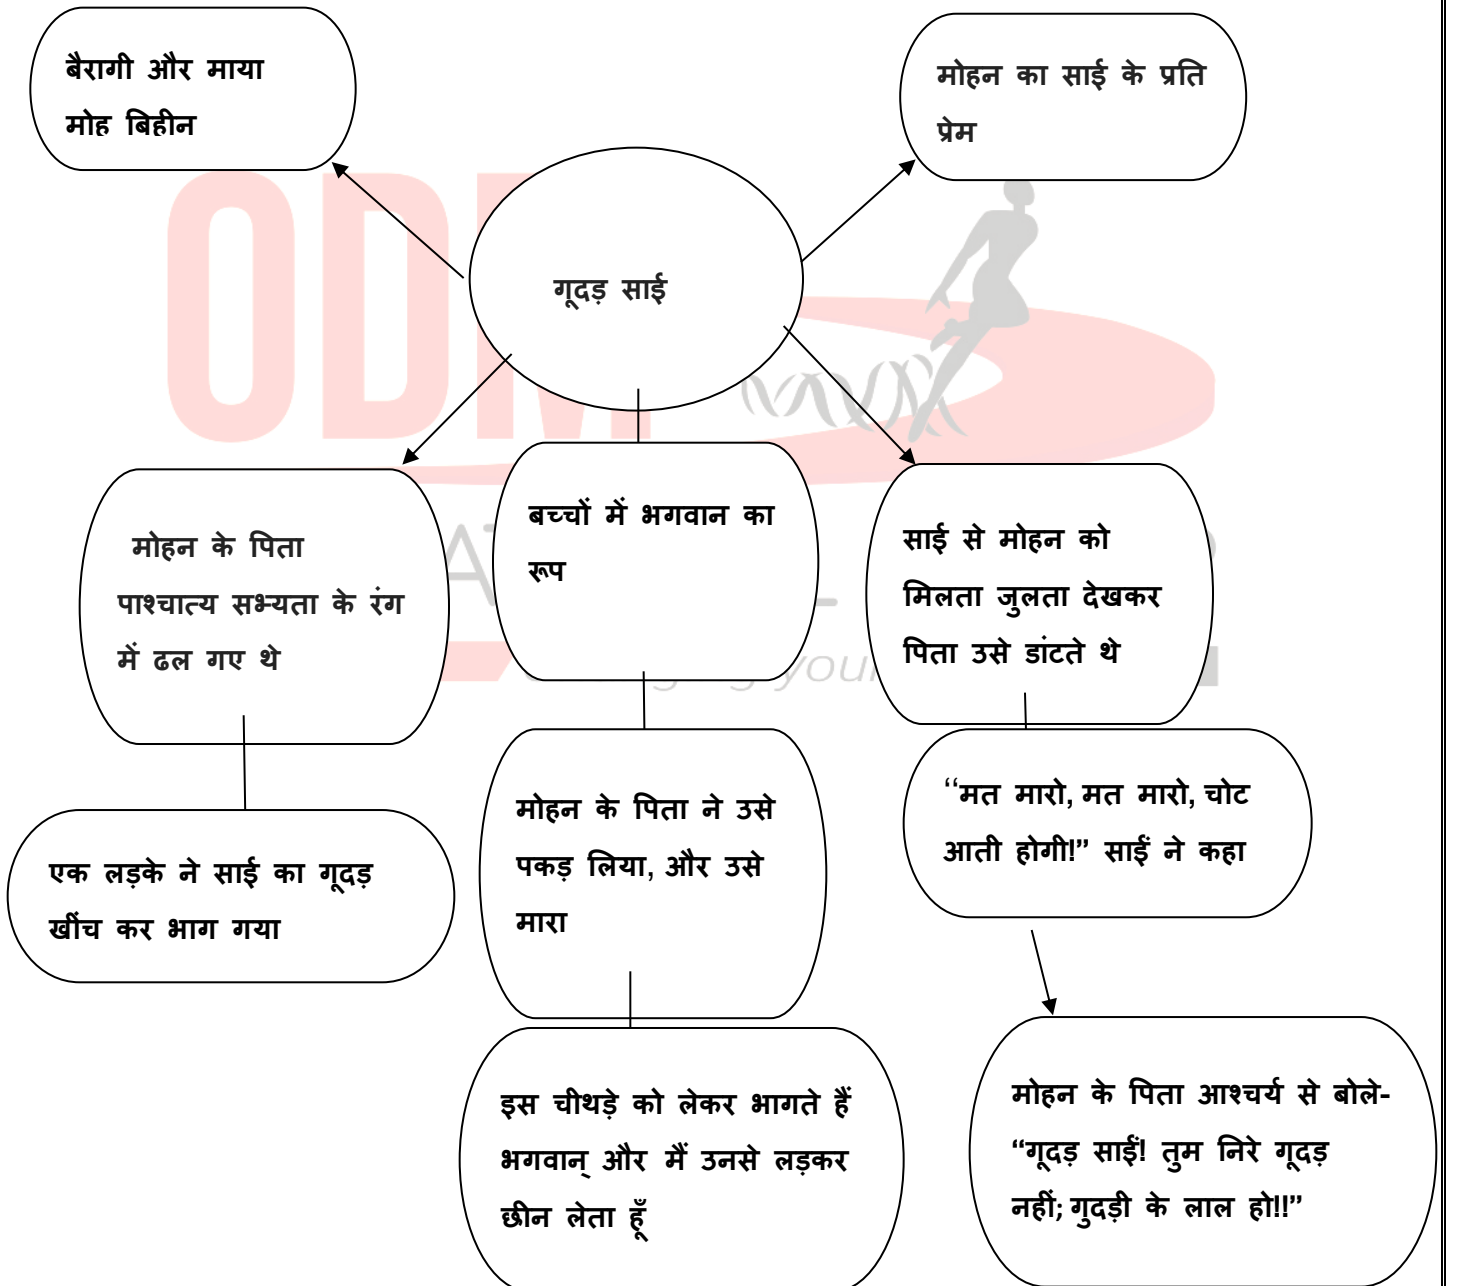 बैरागी और माया
मोह बिहीन
मोहन का साई के प्रति
प्रेम
गूदड़ साई
मोहन के पिता
पाश्चात्य सभ्यता के रंग
में ढल गए थे
बच्चों में भगवान का
रूप
साई से मोहन को
मिलता जुलता देखकर
पिता उसे डांटते थे
एक लड़के ने साई का गूदड़
खींच कर भाग गया
मोहन के पिता ने उसे
पकड़ लिया, और उसे
मारा
‘‘मत मारो, मत मारो, चोट
आती होगी!” साईं ने कहा
इस चीथड़े को लेकर भागते हैं
भगवान् और मैं उनसे लड़कर
छीन लेता हूँ
मोहन के पिता आश्चर्य से बोले-
“गूदड़ साईं! तुम निरे गूदड़
नहीं; गुदड़ी के लाल हो!!”
ODM
your